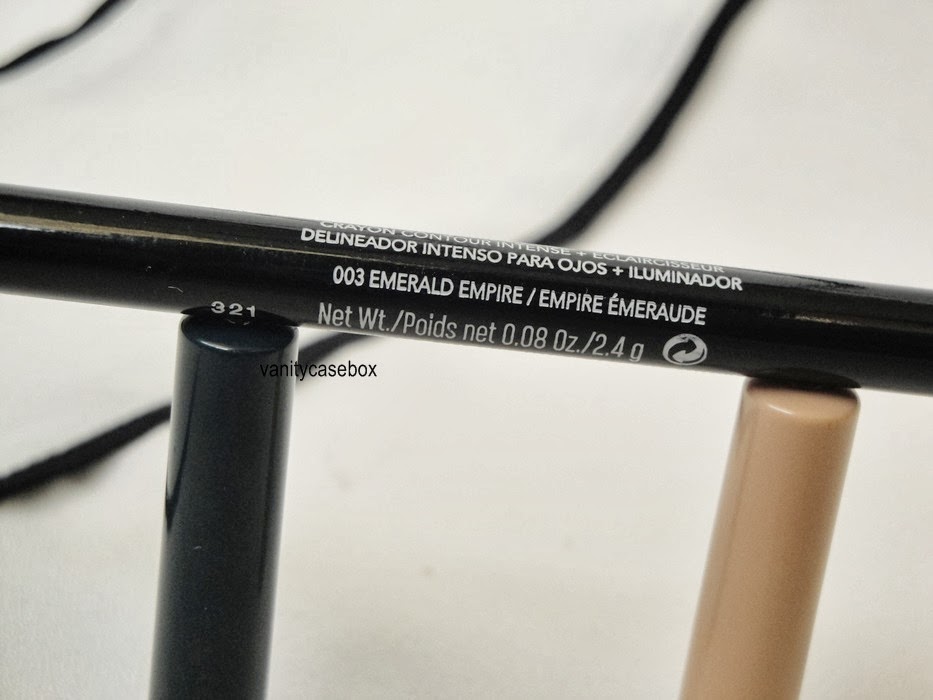 CRAYON CONTOUR INTENSE + ECLAIRCISSEUR
DELINEADOR INTENSO PARA OJOS + ILUMINADOR
003 EMERALD EMPIRE / EMPIRE ÉMERAUDE
Net Wt./Poids net 0.08 Oz./2.4 g
321
vanitycasebox